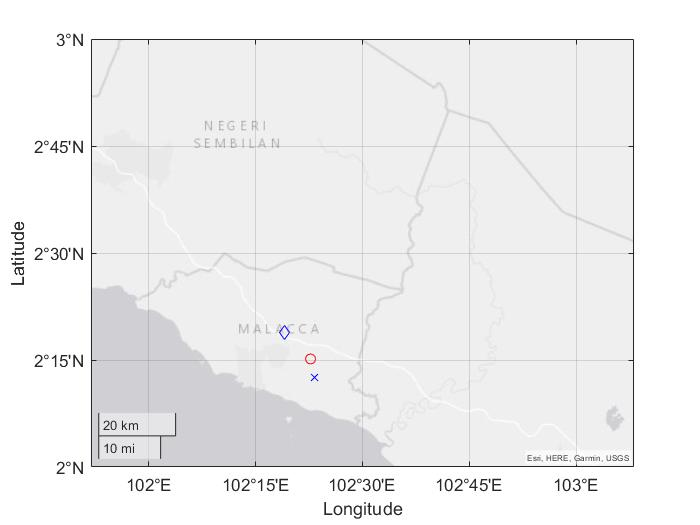 3°N
2°45'N
2°30'N
2°15'N
2°N
Latitude
NEGERI
SEMBILAN
MALACCA
20 km
10 mi
Esri, HERE, Garmin, USGS
102°E
102°15'E
102°30'E
102°45'E
103°E
Longitude